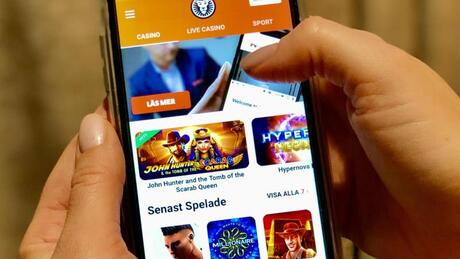 CASINO
LIVE CASINO
SPORT
LÄS MER
JOHN HUNTER
& THE TOMB OF THE
SCARAB
QUEEN
HYPER
John Hunter and the Tomb of the
Scarab Queen
Hypernova
Senast Spelade
VISA ALLA 7
MILLIONAIRE